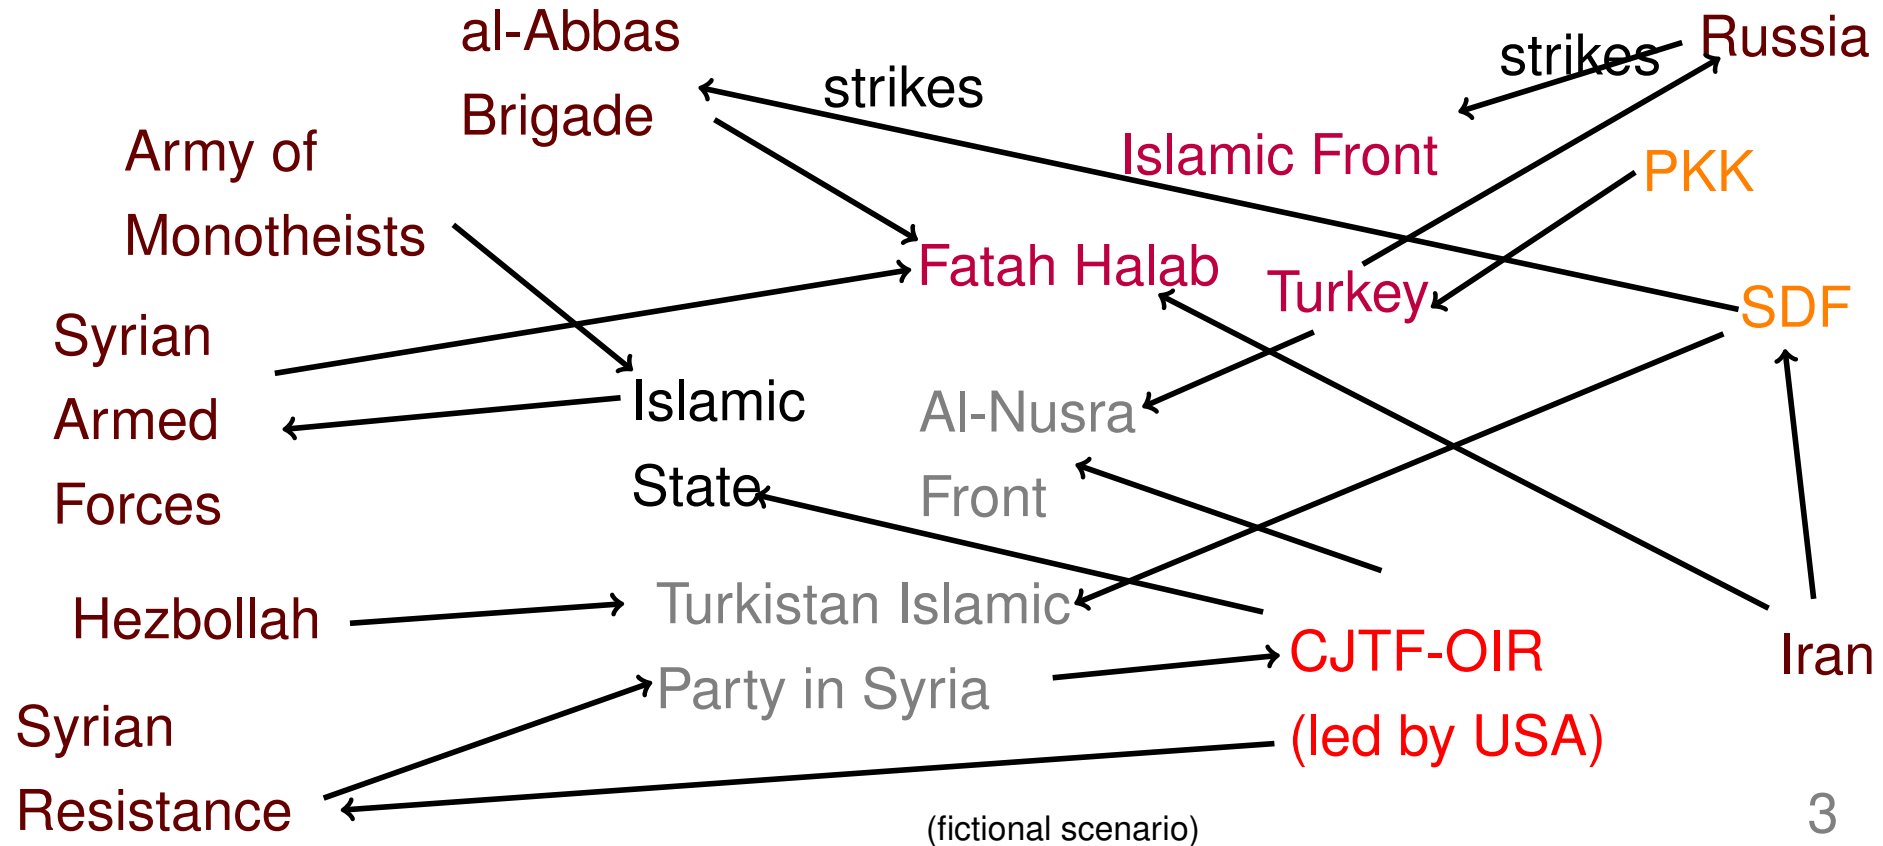 al-Abbas
Brigade
strikes
strikes
Russia
Army of
Monotheists
Islamic Front
PKK
Fatah Halab
Turkey
SDF
Syrian
Armed
Forces
Islamic
State
Al-Nusra
Front
Hezbollah
Turkistan Islamic
Party in Syria
CJTF-OIR
(led by USA)
Iran
Syrian
Resistance
(fictional scenario)
3